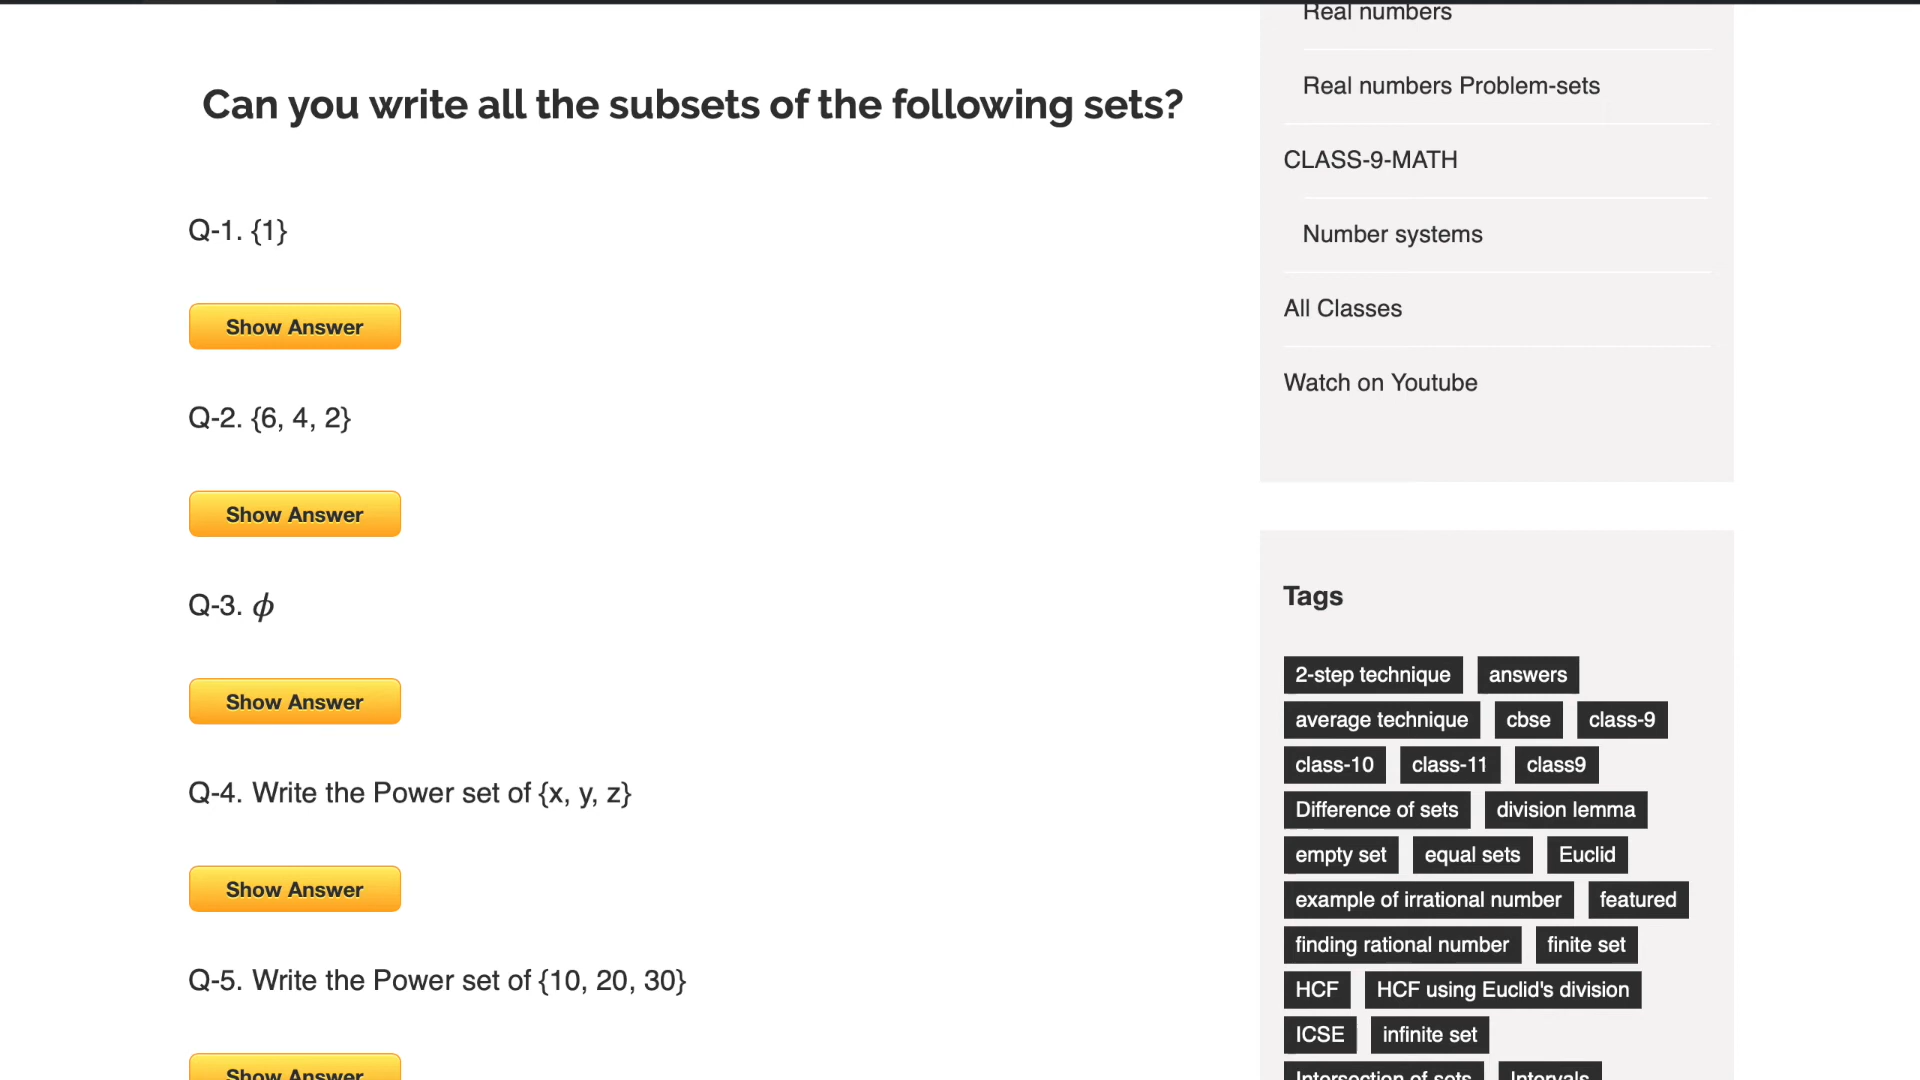 Can you write all the subsets of the following sets?
Q-1. {1}
Show Answer
Q-2. {6, 4, 2}
Show Answer
Q-3. ϕ
Show Answer
Q-4. Write the Power set of {x, y, z}
Show Answer
Q-5. Write the Power set of {10, 20, 30}
Show Answer
Real numbers
Real numbers Problem-sets
CLASS-9-MATH
Number systems
All Classes
Watch on Youtube
Tags
2-step technique answers
average technique cbse class-9
class-10 class-11 class9
Difference of sets division lemma
empty set equal sets Euclid
example of irrational number featured
finding rational number finite set
HCF HCF using Euclid's division
ICSE infinite set
Intersection of sets Intervals